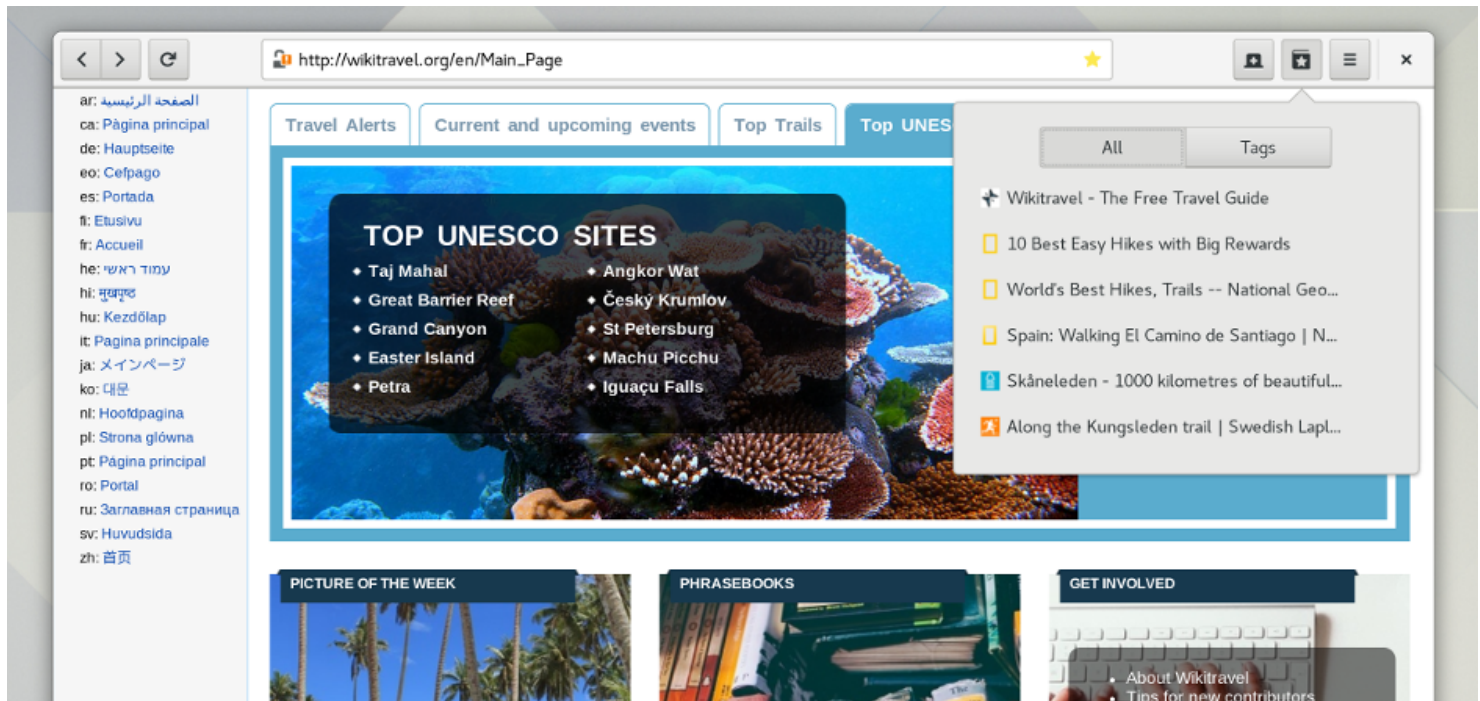 http://wikitravel.org/en/Main_Page
ar: الصفحة الرئيسية
ca: Pàgina principal
de: Hauptseite
eo: Cefpago
es: Portada
fi: Etusivu
fr: Accueil
he: עמוד ראשי
hi: मुखपृष्ठ
hu: Kezdőlap
it: Pagina principale
ja: メインページ
ko: 대문
nl: Hoofdpagina
pl: Strona główna
pt: Página principal
ro: Portal
ru: Заглавная страница
sv: Huvudsida
zh: 首页
Travel Alerts
Current and upcoming events
Top Trails
Top UNES
TOP UNESCO SITES
Taj Mahal
Great Barrier Reef
Grand Canyon
Easter Island
Petra
Angkor Wat
Český Krumlov
St Petersburg
Machu Picchu
Iguaçu Falls
All
Tags
Wikitravel - The Free Travel Guide
10 Best Easy Hikes with Big Rewards
World's Best Hikes, Trails -- National Geo...
Spain: Walking El Camino de Santiago | N...
Skåneleden - 1000 kilometres of beautiful...
Along the Kungsleden trail | Swedish Lapl...
PICTURE OF THE WEEK
PHRASEBOOKS
GET INVOLVED
About Wikitravel
Tips for new contributors